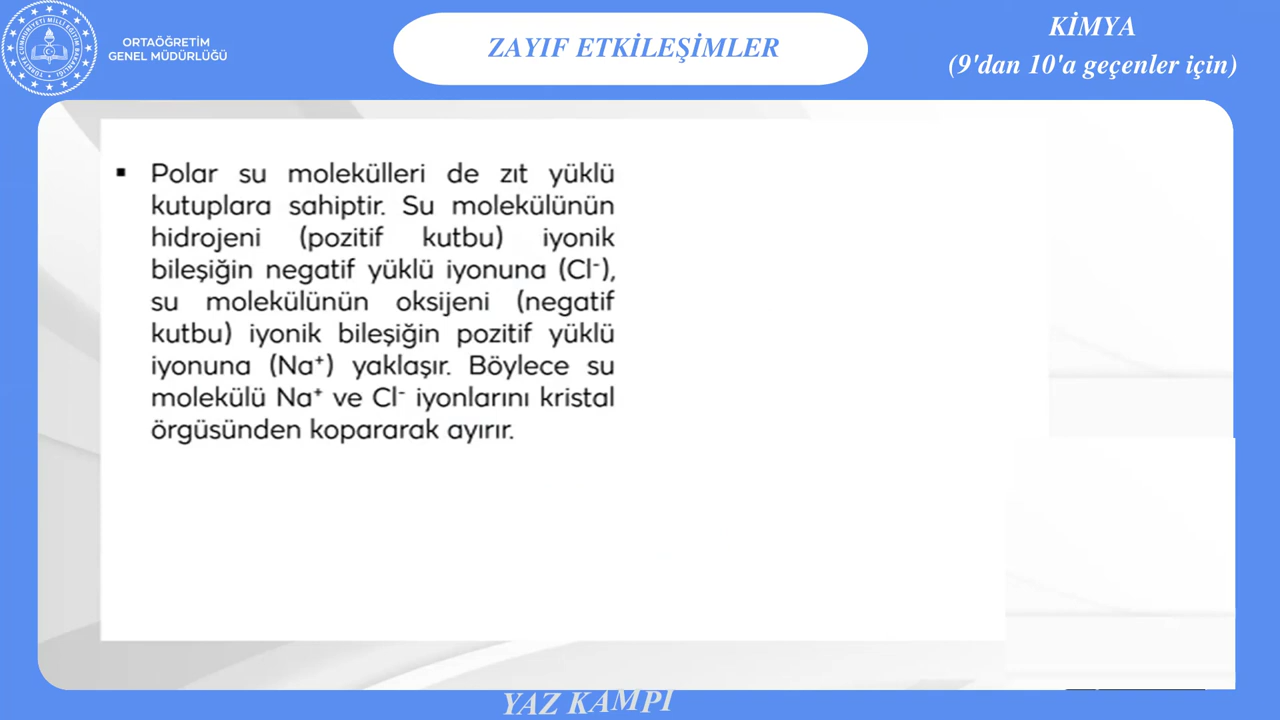 ORTAÖĞRETİM
GENEL MÜDÜRLÜĞÜ
ZAYIF ETKİLEŞİMLER
KİMYA
(9'dan 10'a geçenler için)
▪ Polar su molekülleri de zıt yüklü
kutuplara sahiptir. Su molekülünün
hidrojeni (pozitif kutbu) iyonik
bileşiğin negatif yüklü iyonuna (Cl⁻),
su molekülünün oksijeni (negatif
kutbu) iyonik bileşiğin pozitif yüklü
iyonuna (Na⁺) yaklaşır. Böylece su
molekülü Na⁺ ve Cl⁻ iyonlarını kristal
örgüsünden kopararak ayırır.
YAZ KAMPI